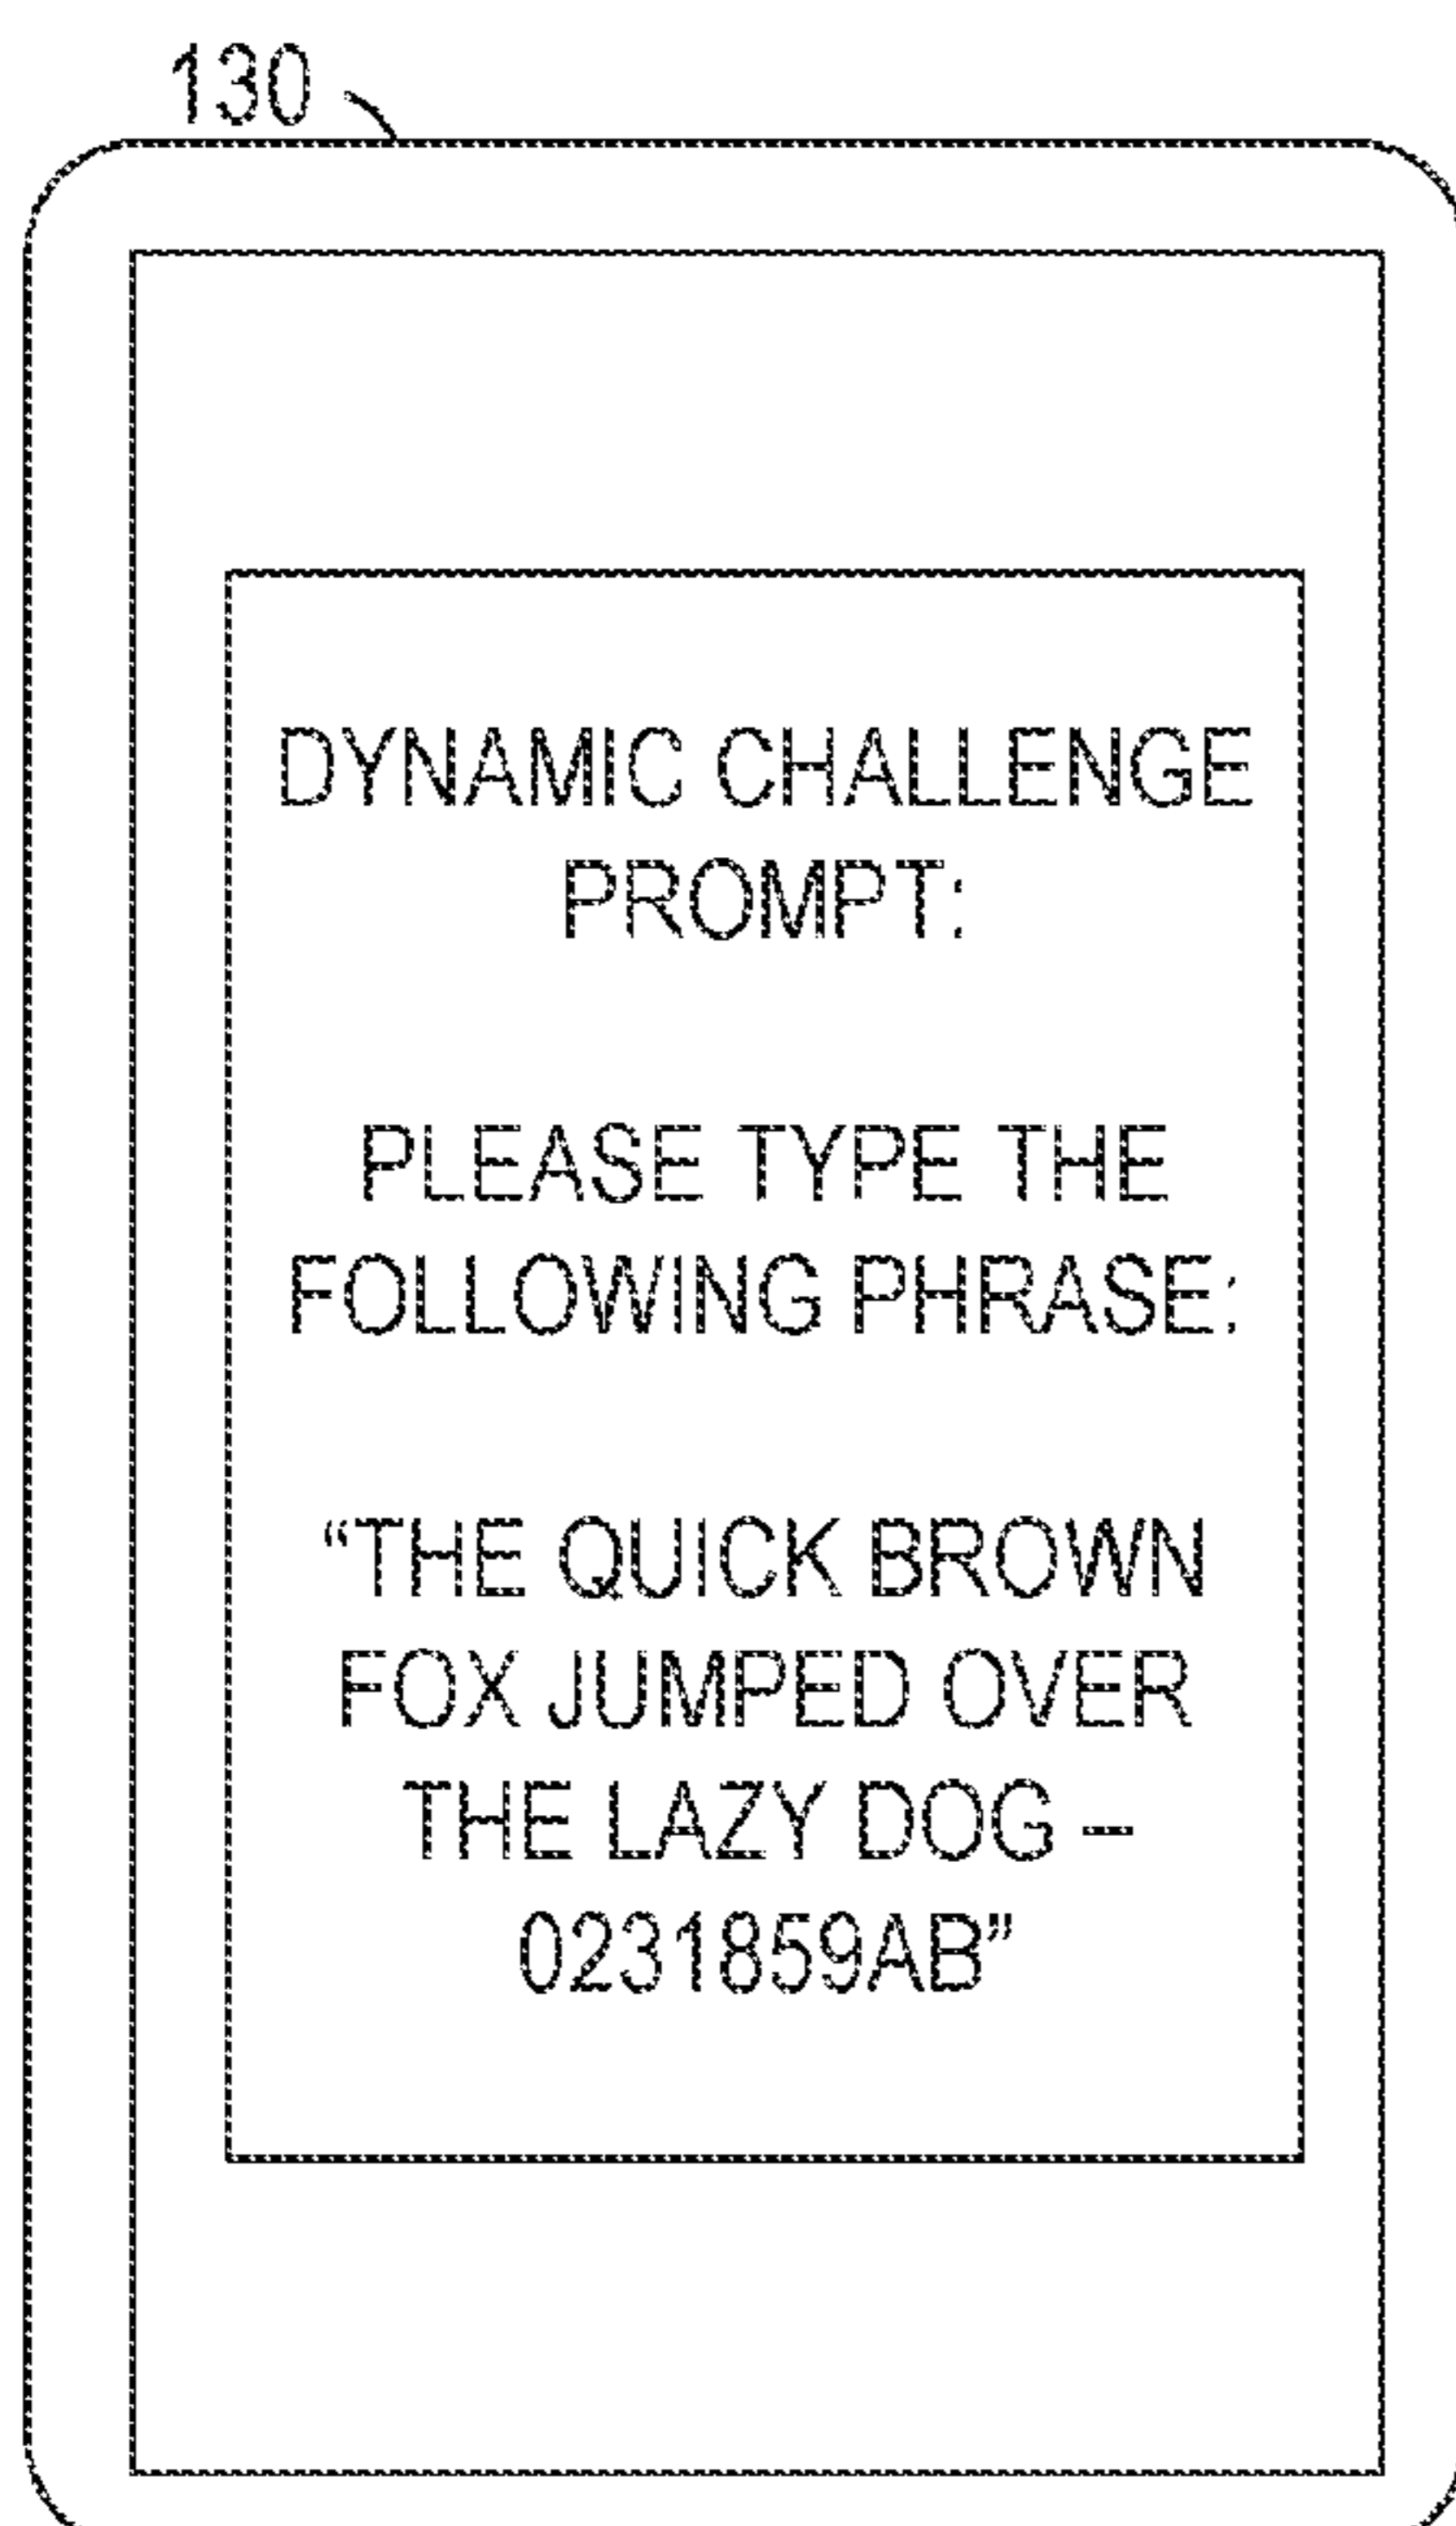 130
DYNAMIC CHALLENGE
PROMPT:
PLEASE TYPE THE
FOLLOWING PHRASE:
“THE QUICK BROWN
FOX JUMPED OVER
THE LAZY DOG –
0231859AB”